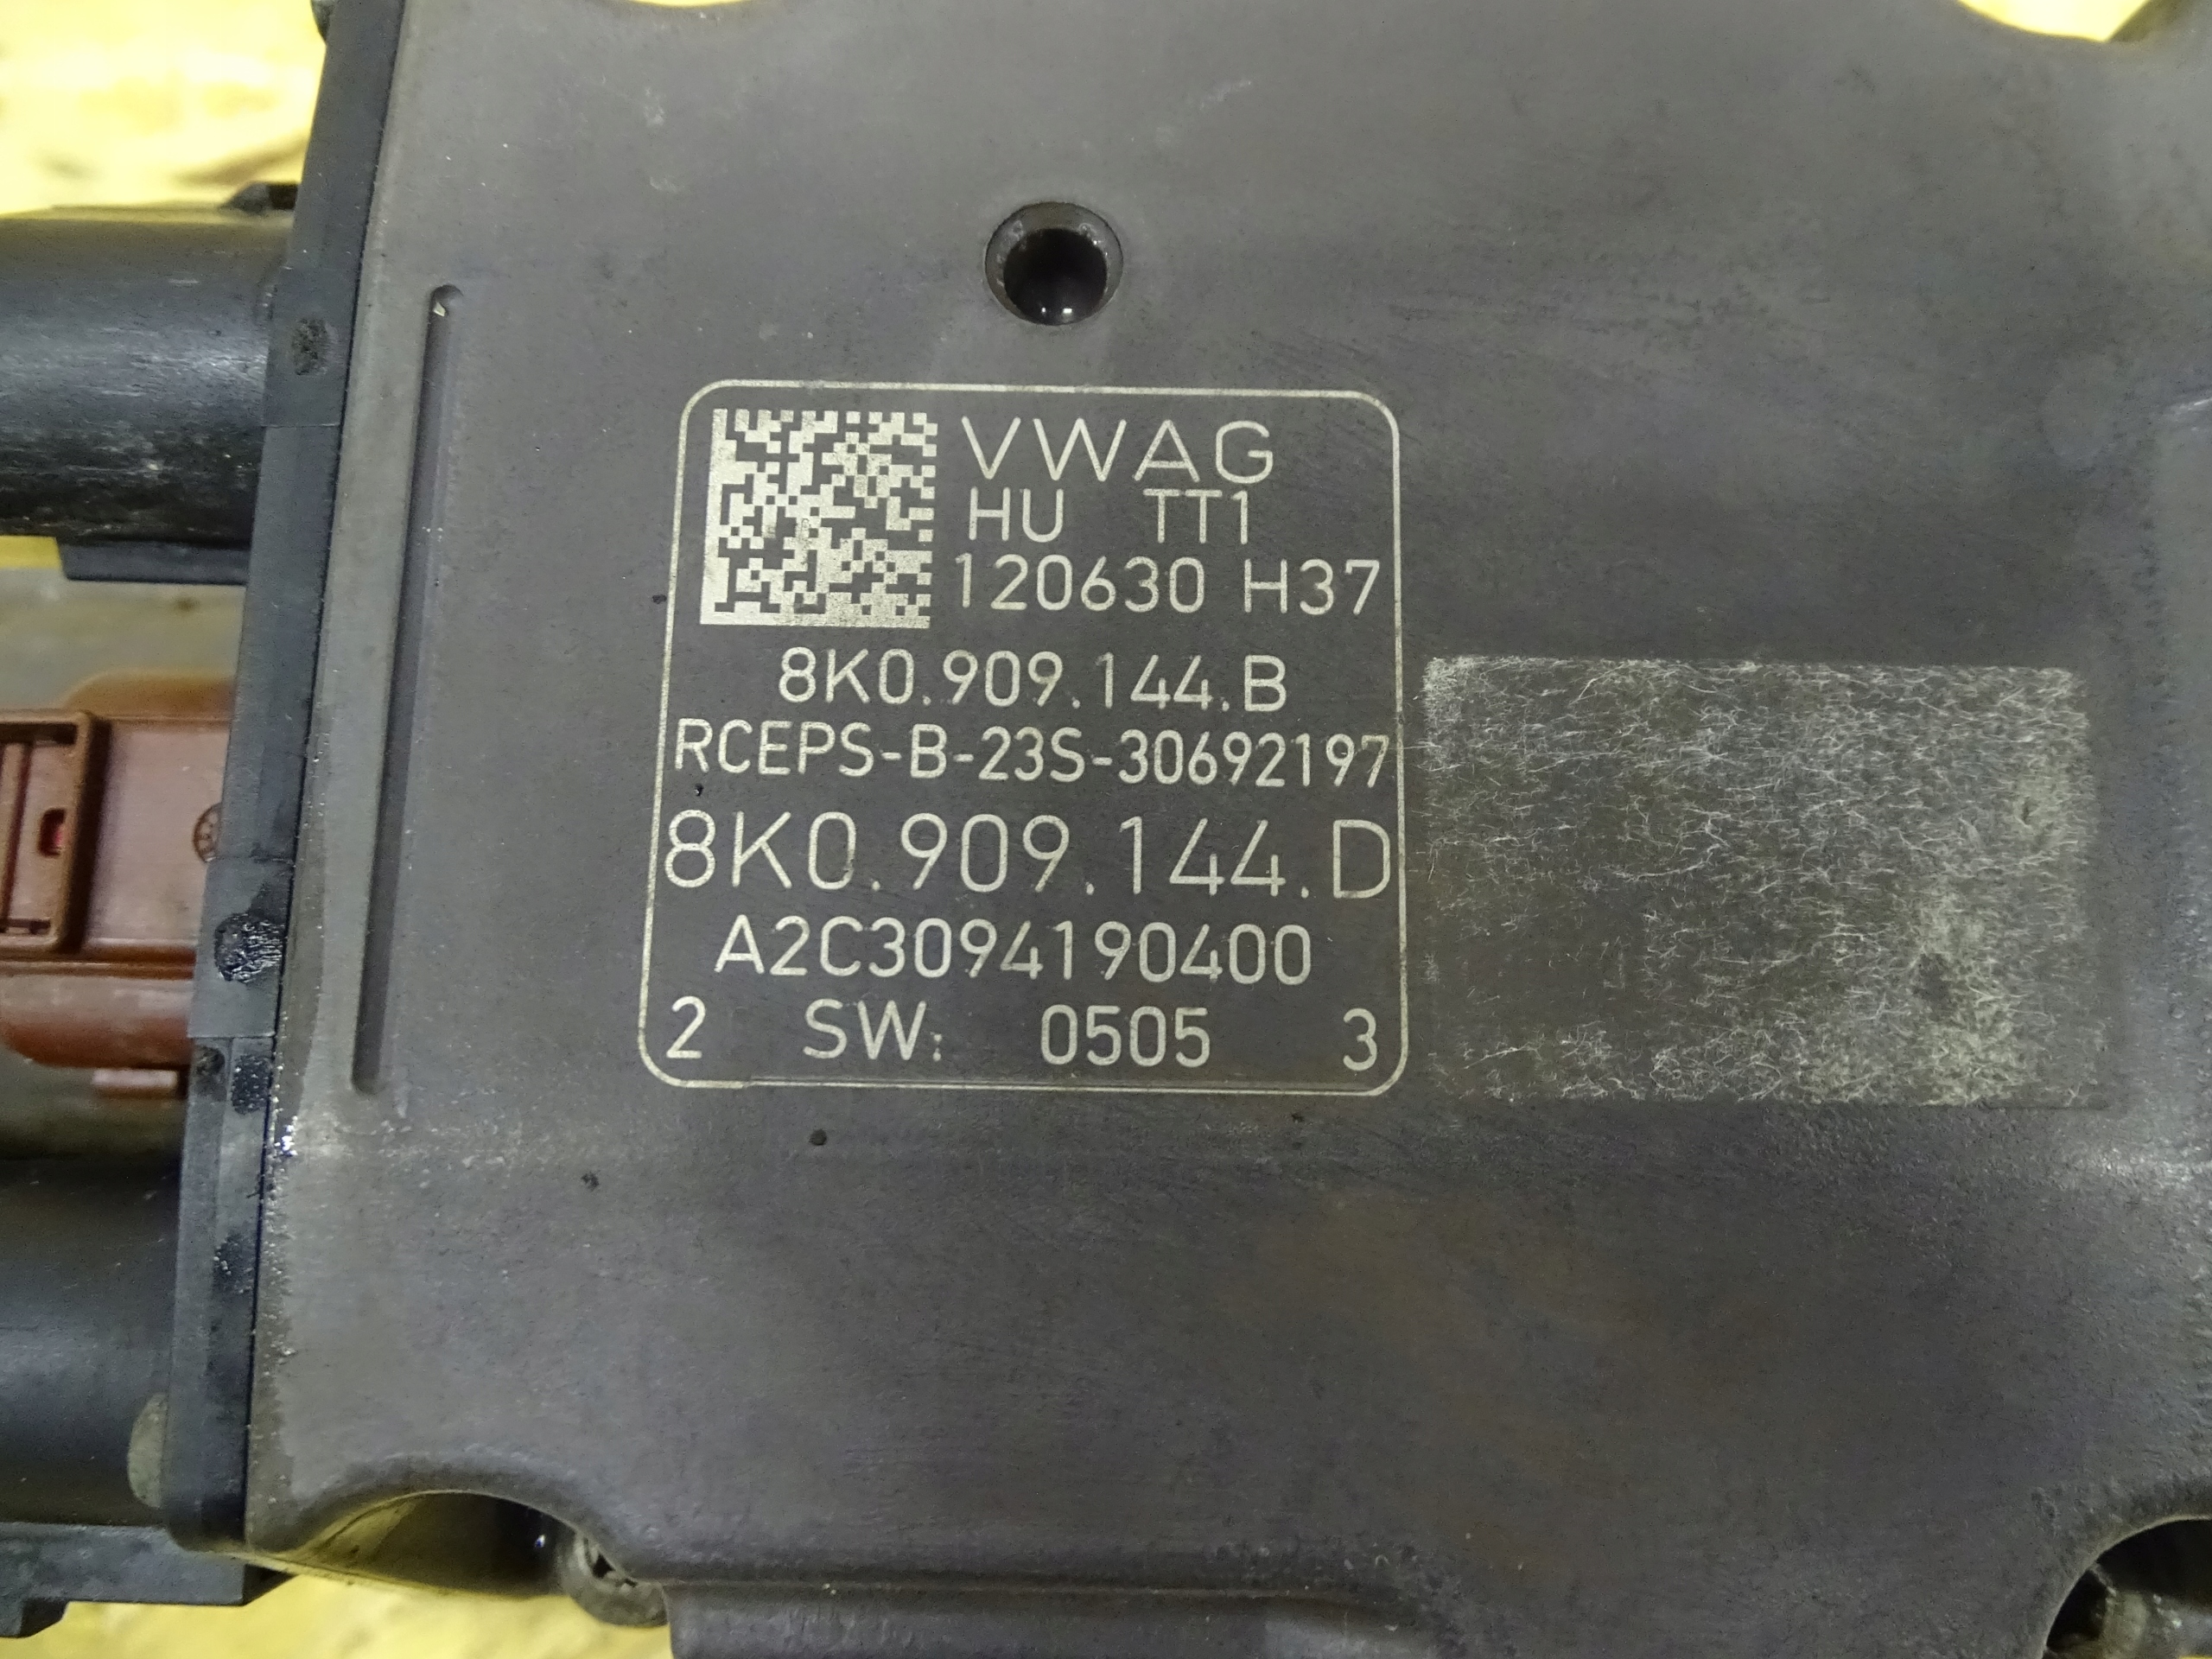 VWAG
HU TT1
120630 H37
8K0.909.144.B
RCEPS-B-23S-30692197
8K0.909.144.D
A2C3094190400
2 SW: 0505 3